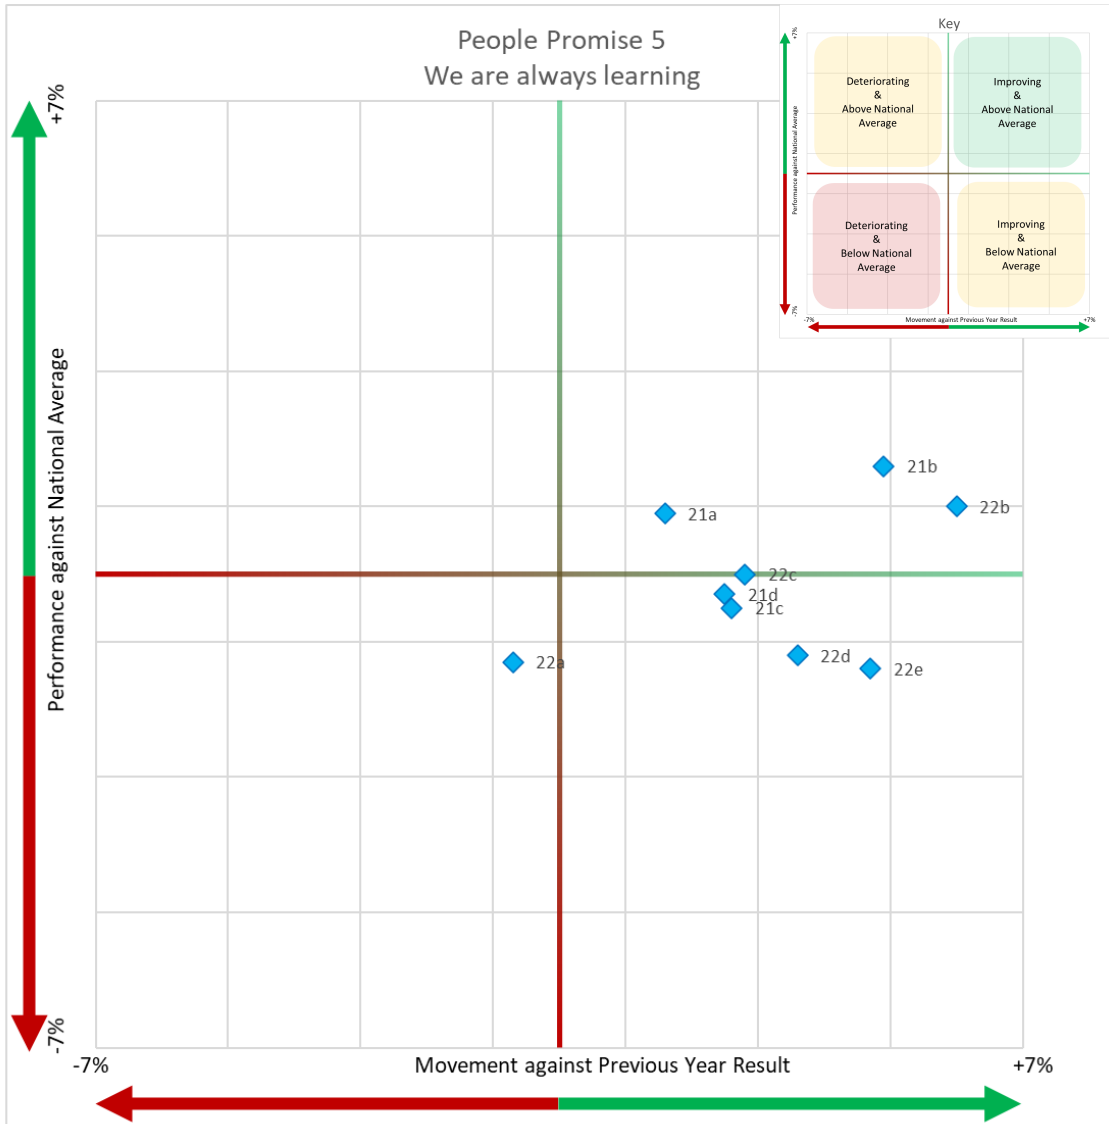 People Promise 5
We are always learning
Key
+7%
Performance against National Average
-7%
Deteriorating
&
Above National
Average
Improving
&
Above National
Average
Deteriorating
&
Below National
Average
Improving
&
Below National
Average
-7%
Movement against Previous Year Result
+7%
+7%
Performance against National Average
-7%
21b
22b
21a
22c
21d
21c
22a
22d
22e
-7%
Movement against Previous Year Result
+7%